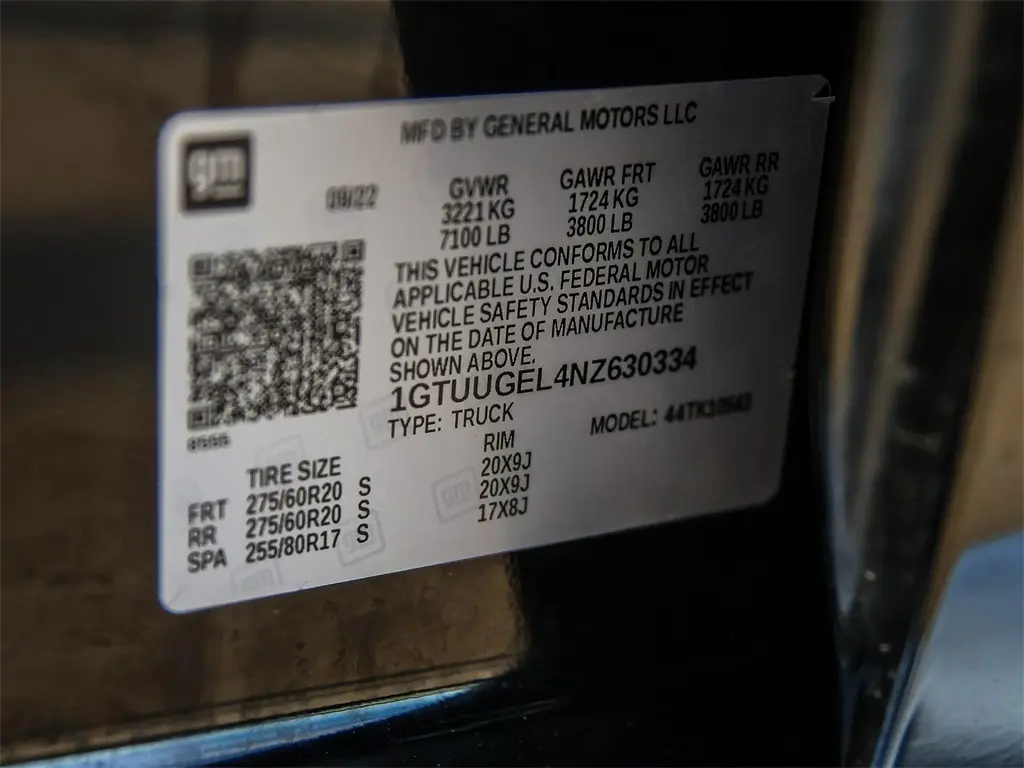 MFD BY GENERAL MOTORS LLC
gm
GVWR GAWR FRT GAWR RR
3221 KG 1724 KG 1724 KG
7100 LB 3800 LB 3800 LB
THIS VEHICLE CONFORMS TO ALL
APPLICABLE U.S. FEDERAL MOTOR
VEHICLE SAFETY STANDARDS IN EFFECT
ON THE DATE OF MANUFACTURE
SHOWN ABOVE.
1GTUUGEL4NZ630334
TYPE: TRUCK MODEL:
TIRE SIZE RIM
FRT 275/60R20 S 20X9J
RR 275/60R20 S 20X9J
SPA 255/80R17 S 17X8J